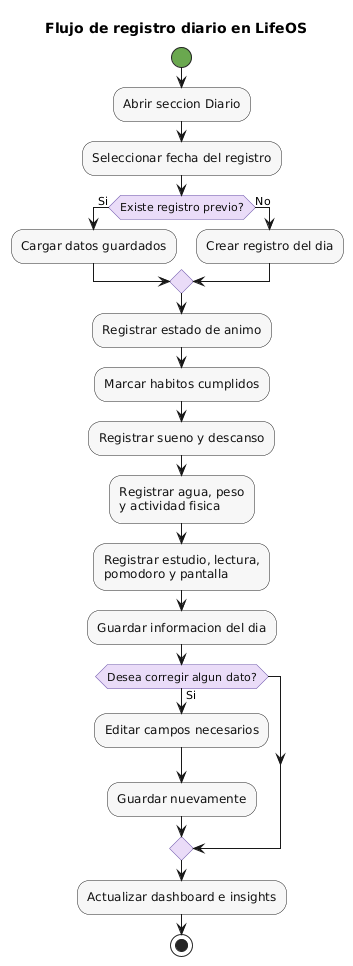 Flujo de registro diario en LifeOS
Abrir seccion Diario
Seleccionar fecha del registro
Existe registro previo?
Si
No
Cargar datos guardados
Crear registro del dia
Registrar estado de animo
Marcar habitos cumplidos
Registrar sueno y descanso
Registrar agua, peso
y actividad fisica
Registrar estudio, lectura,
pomodoro y pantalla
Guardar informacion del dia
Desea corregir algun dato?
Si
Editar campos necesarios
Guardar nuevamente
Actualizar dashboard e insights